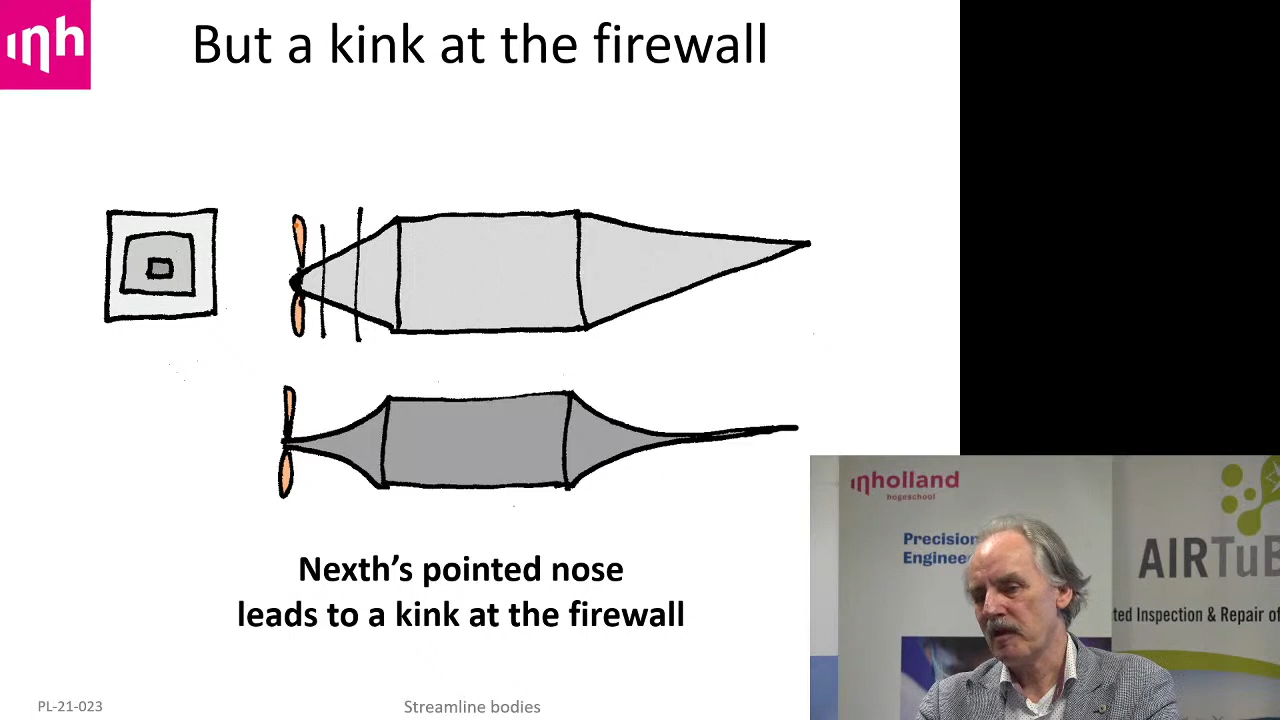 inh
But a kink at the firewall
Nexth's pointed nose
leads to a kink at the firewall
PL-21-023
Streamline bodies
inholland
hogeschool
Precision
Enginee
AIRTuB
ted Inspection & Repair of